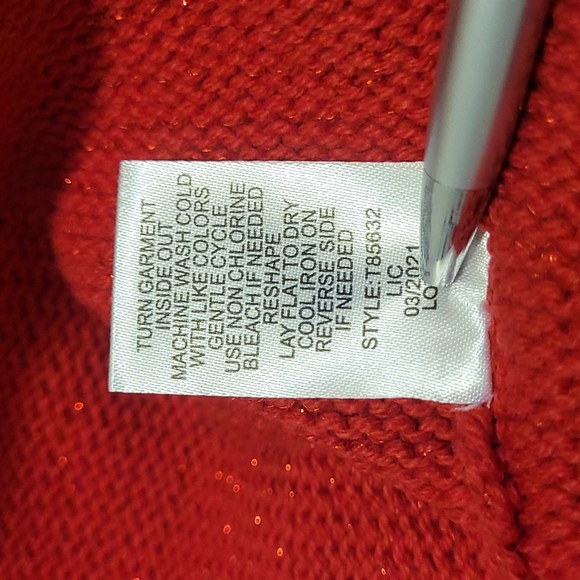 TURN GARMENT
INSIDE OUT
MACHINE WASH COLD
WITH LIKE COLORS
GENTLE CYCLE
USE NON CHLORINE
BLEACH IF NEEDED
RESHAPE
LAY FLAT TO DRY
COOL IRON ON
REVERSE SIDE
IF NEEDED
STYLE: T85632
LIC
03/2021